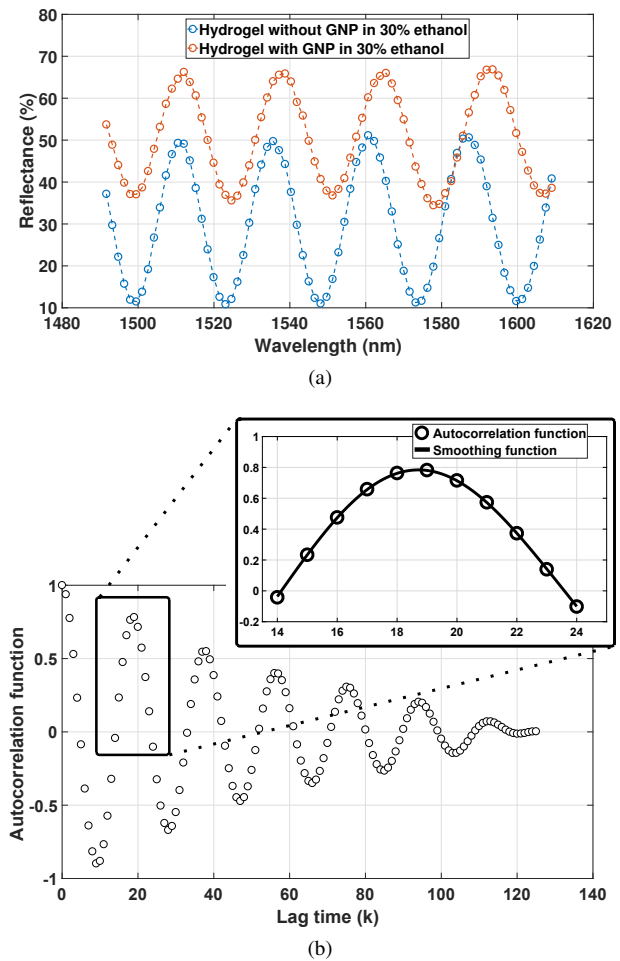 80
70
60
50
40
30
20
10
Reflectance (%)
Hydrogel without GNP in 30% ethanol
Hydrogel with GNP in 30% ethanol
1480 1500 1520 1540 1560 1580 1600 1620
Wavelength (nm)
(a)
Autocorrelation function
Smoothing function
1
0.8
0.6
0.4
0.2
0
-0.2
14 16 18 20 22 24
1
0.5
0
-0.5
-1
Autocorrelation function
0 20 40 60 80 100 120 140
Lag time (k)
(b)